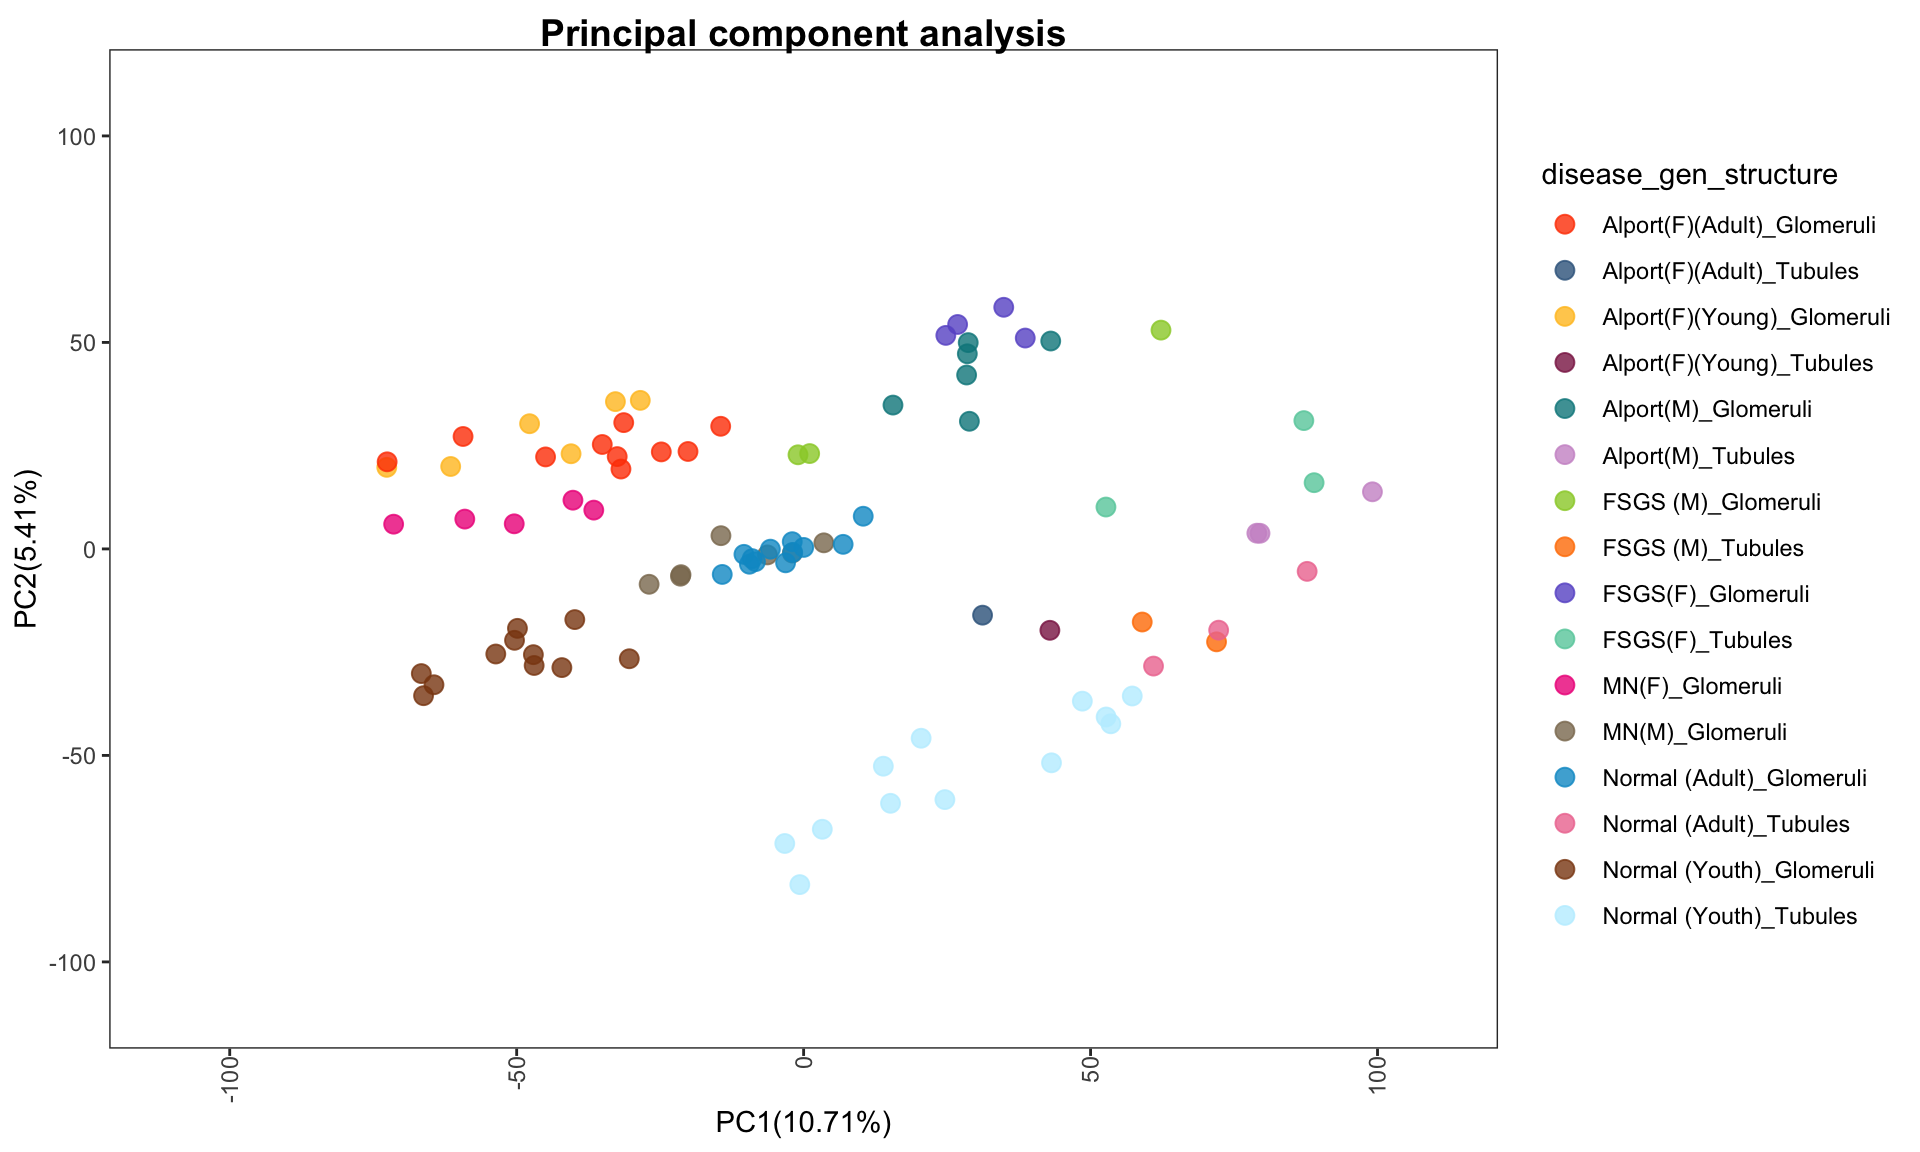 Principal component analysis
PC2(5.41%)
100
50
0
-50
-100
-100
-50
0
50
100
PC1(10.71%)
disease_gen_structure
Alport(F)(Adult)_Glomeruli
Alport(F)(Adult)_Tubules
Alport(F)(Young)_Glomeruli
Alport(F)(Young)_Tubules
Alport(M)_Glomeruli
Alport(M)_Tubules
FSGS (M)_Glomeruli
FSGS (M)_Tubules
FSGS(F)_Glomeruli
FSGS(F)_Tubules
MN(F)_Glomeruli
MN(M)_Glomeruli
Normal (Adult)_Glomeruli
Normal (Adult)_Tubules
Normal (Youth)_Glomeruli
Normal (Youth)_Tubules